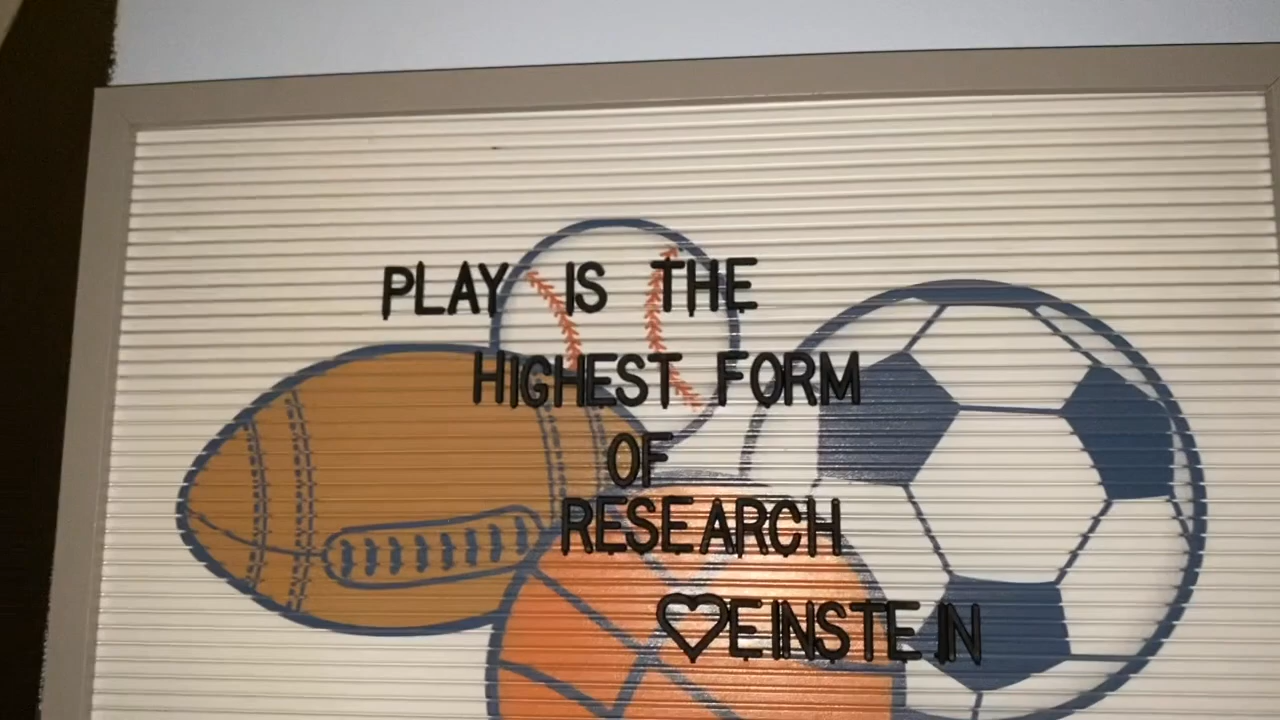 PLAY IS THE
HIGHEST FORM
OF
RESEARCH
♡EINSTEIN